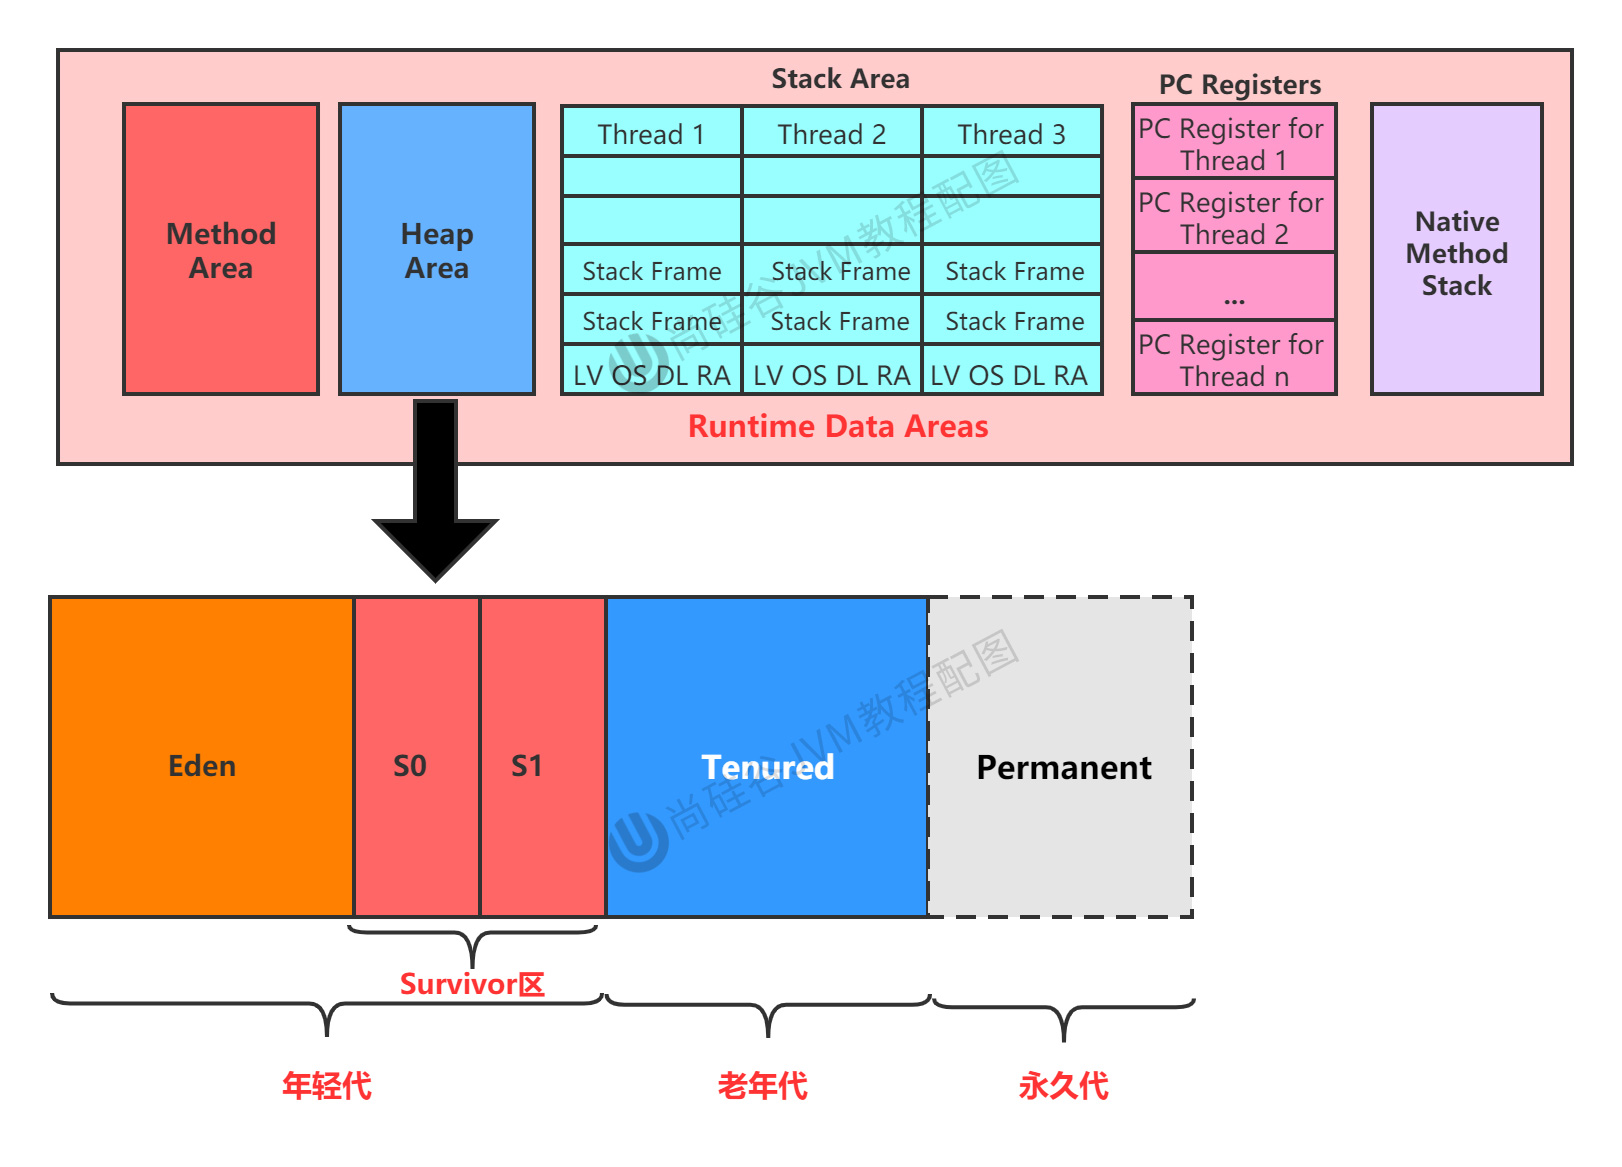 Stack Area
PC Registers
Method
Area
Heap
Area
Thread 1
Thread 2
Thread 3
Stack Frame
Stack Frame
Stack Frame
Stack Frame
Stack Frame
Stack Frame
LV OS DL RA
LV OS DL RA
LV OS DL RA
PC Register for
Thread 1
PC Register for
Thread 2
...
PC Register for
Thread n
Native
Method
Stack
尚硅谷JVM教程配图
Runtime Data Areas
Eden
S0
S1
Tenured
Permanent
尚硅谷JVM教程配图
Survivor区
年轻代
老年代
永久代